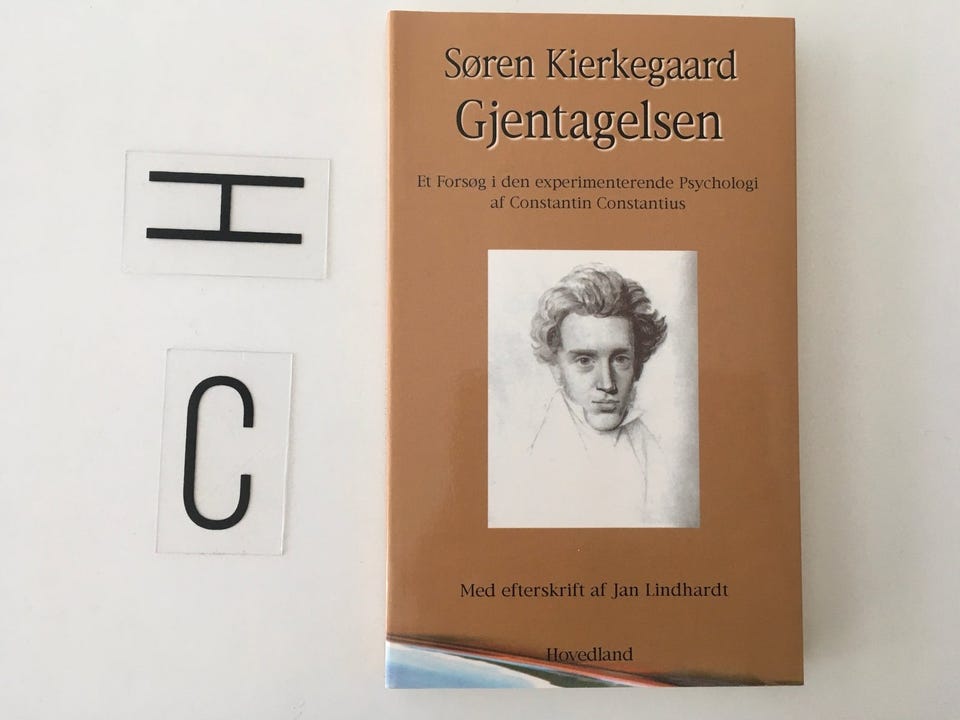 H
C
Søren Kierkegaard
Gjentagelsen
Et Forsøg i den experimenterende Psychologi
af Constantin Constantius
Med efterskrift af Jan Lindhardt
Hovedland